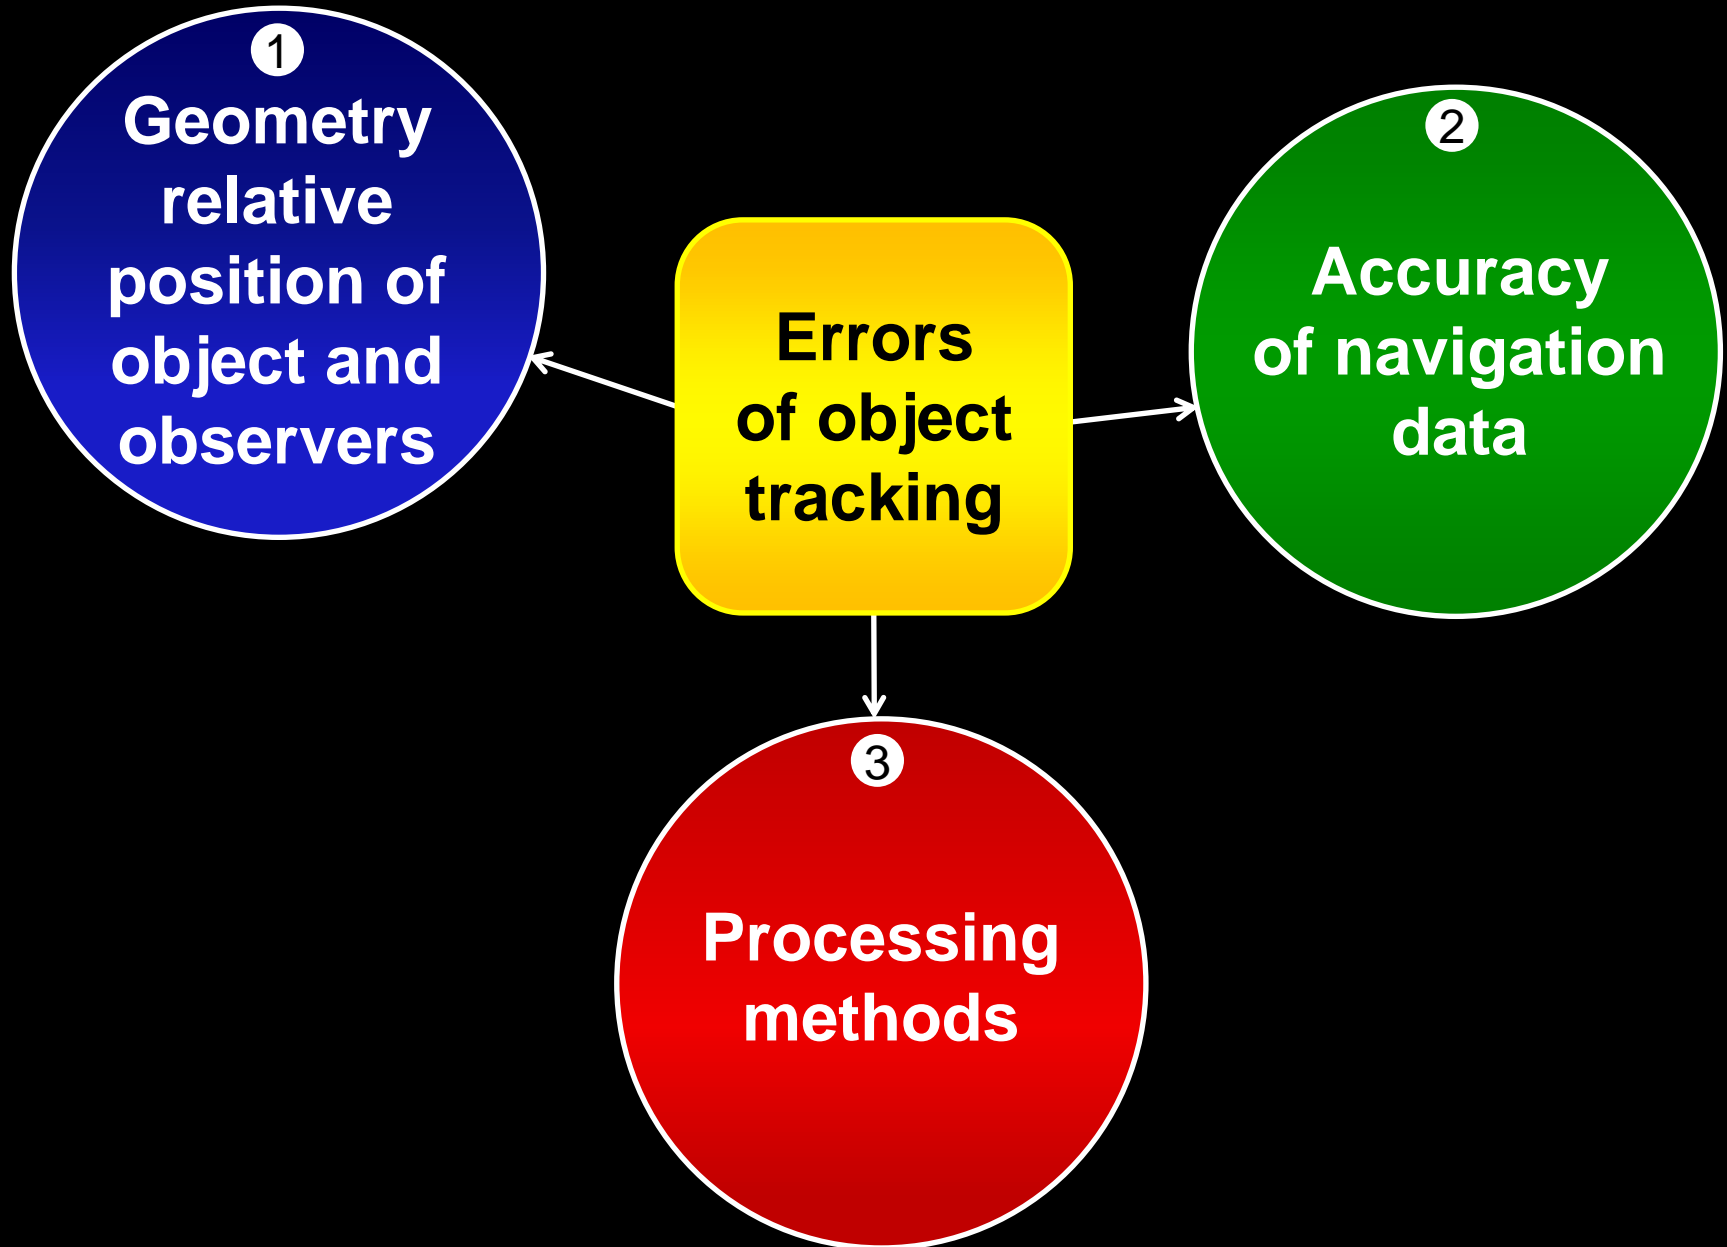 1
Geometry
relative
position of
object and
observers
Errors
of object
tracking
2
Accuracy
of navigation
data
3
Processing
methods